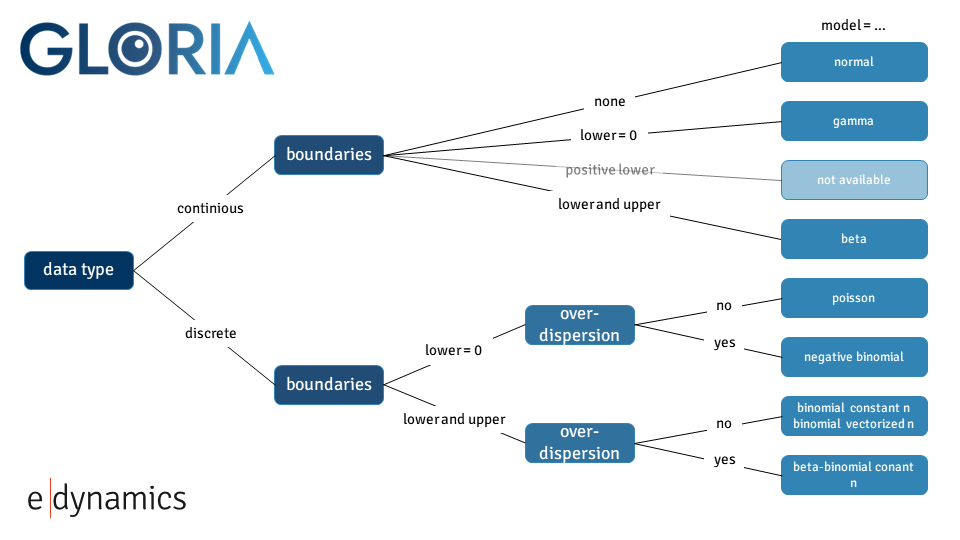 GLORIA
model = ...
normal
none
gamma
lower = 0
boundaries
positive lower
not available
lower and upper
continious
beta
data type
poisson
no
over-
dispersion
discrete
yes
lower = 0
negative binomial
boundaries
binomial constant n
binomial vectorized n
lower and upper
no
over-
dispersion
yes
beta-binomial conant
n
e dynamics